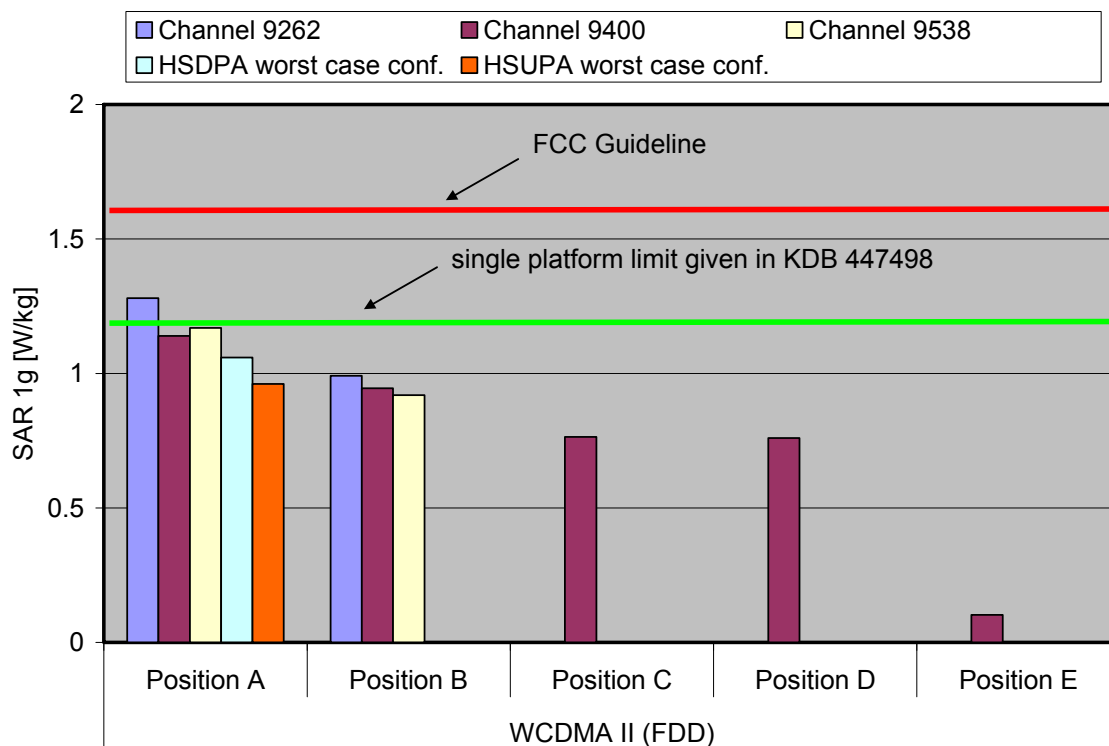 Channel 9262 Channel 9400 Channel 9538
HSDPA worst case conf. HSUPA worst case conf.
2
FCC Guideline
1.5
single platform limit given in KDB 447498
1
0.5
0
SAR 1g [W/kg]
Position A Position B Position C Position D Position E
WCDMA II (FDD)